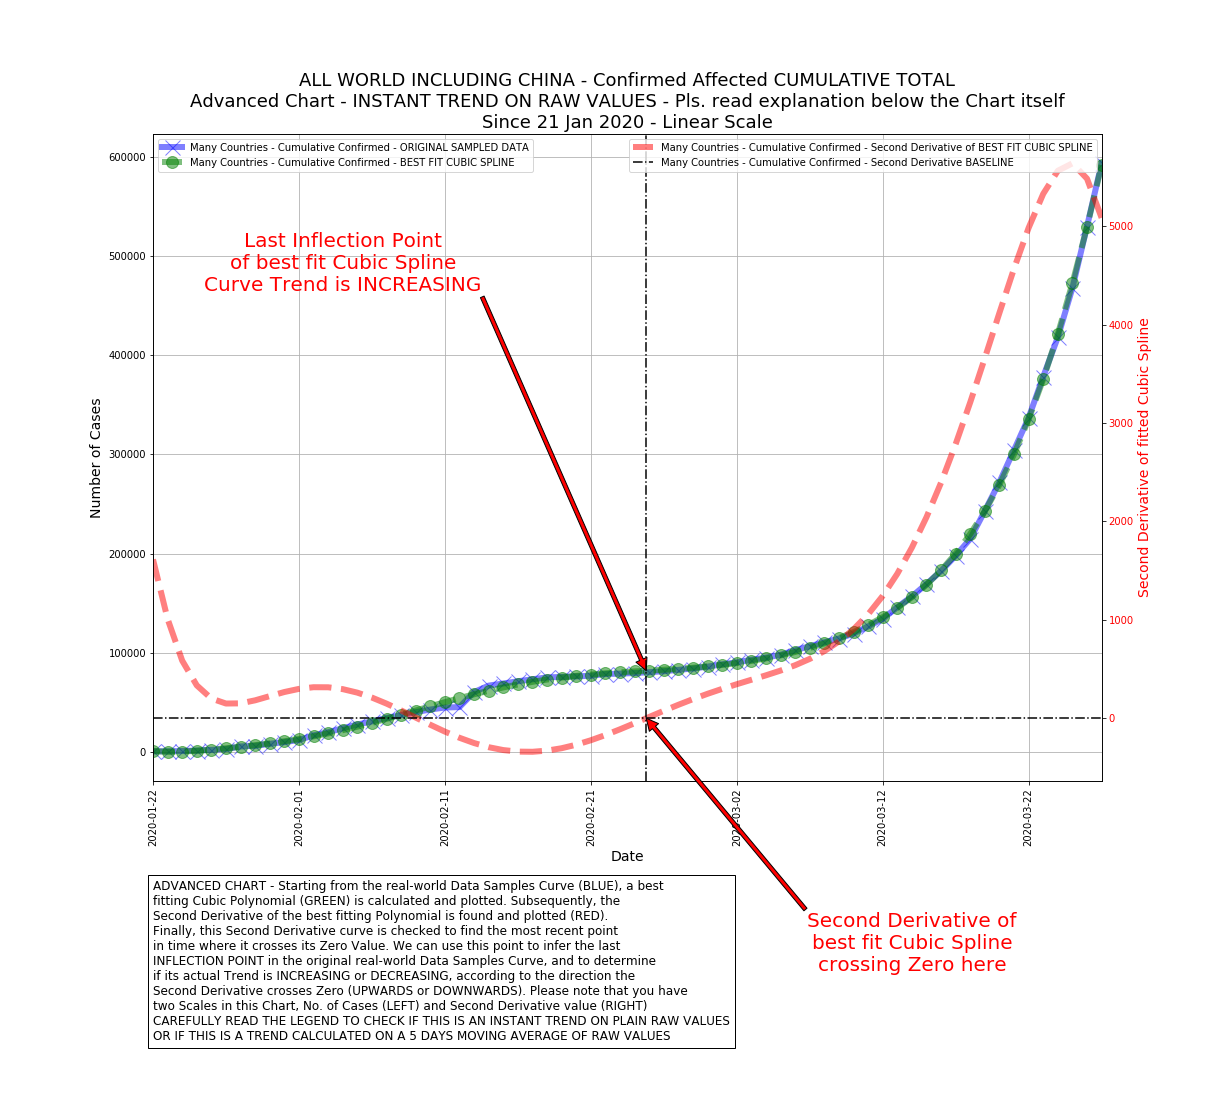 ALL WORLD INCLUDING CHINA - Confirmed Affected CUMULATIVE TOTAL
Advanced Chart - INSTANT TREND ON RAW VALUES - Pls. read explanation below the Chart itself
Since 21 Jan 2020 - Linear Scale
Many Countries - Cumulative Confirmed - ORIGINAL SAMPLED DATA
Many Countries - Cumulative Confirmed - BEST FIT CUBIC SPLINE
Many Countries - Cumulative Confirmed - Second Derivative of BEST FIT CUBIC SPLINE
Many Countries - Cumulative Confirmed - Second Derivative BASELINE
Last Inflection Point
of best fit Cubic Spline
Curve Trend is INCREASING
Number of Cases
600000
500000
400000
300000
200000
100000
0
5000
4000
3000
2000
1000
0
Second Derivative of fitted Cubic Spline
2020-01-22
2020-02-01
2020-02-11
2020-02-21
2020-03-02
2020-03-12
2020-03-22
Date
Second Derivative of
best fit Cubic Spline
crossing Zero here
ADVANCED CHART - Starting from the real-world Data Samples Curve (BLUE), a best
fitting Cubic Polynomial (GREEN) is calculated and plotted. Subsequently, the
Second Derivative of the best fitting Polynomial is found and plotted (RED).
Finally, this Second Derivative curve is checked to find the most recent point
in time where it crosses its Zero Value. We can use this point to infer the last
INFLECTION POINT in the original real-world Data Samples Curve, and to determine
if its actual Trend is INCREASING or DECREASING, according to the direction the
Second Derivative crosses Zero (UPWARDS or DOWNWARDS). Please note that you have
two Scales in this Chart, No. of Cases (LEFT) and Second Derivative value (RIGHT)
CAREFULLY READ THE LEGEND TO CHECK IF THIS IS AN INSTANT TREND ON PLAIN RAW VALUES
OR IF THIS IS A TREND CALCULATED ON A 5 DAYS MOVING AVERAGE OF RAW VALUES